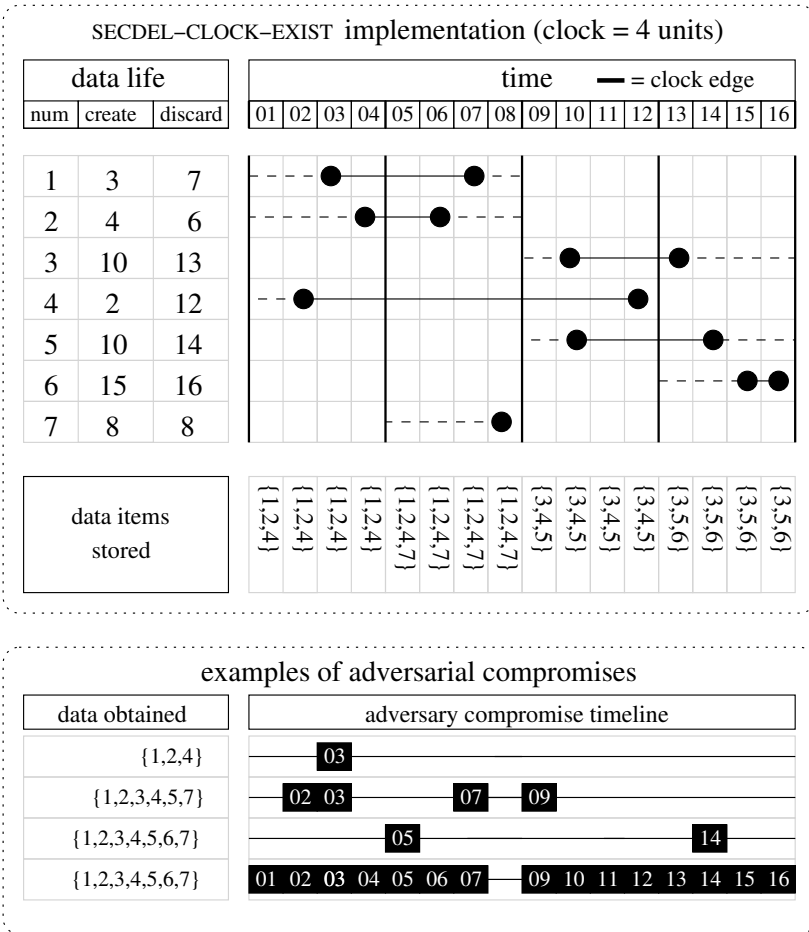 SECDEL–CLOCK–EXIST implementation (clock = 4 units)
data life time = clock edge
num create discard 01 02 03 04 05 06 07 08 09 10 11 12 13 14 15 16
1 3 7
2 4 6
3 10 13
4 2 12
5 10 14
6 15 16
7 8 8
data items
stored
{1,2,4} {1,2,4} {1,2,4} {1,2,4} {1,2,4,7} {1,2,4,7} {1,2,4,7} {1,2,4,7} {3,4,5} {3,4,5} {3,4,5} {3,4,5} {3,5,6} {3,5,6} {3,5,6} {3,5,6}
examples of adversarial compromises
data obtained adversary compromise timeline
{1,2,4} 03
{1,2,3,4,5,7} 02 03 07 09
{1,2,3,4,5,6,7} 05 14
{1,2,3,4,5,6,7} 01 02 03 04 05 06 07 09 10 11 12 13 14 15 16